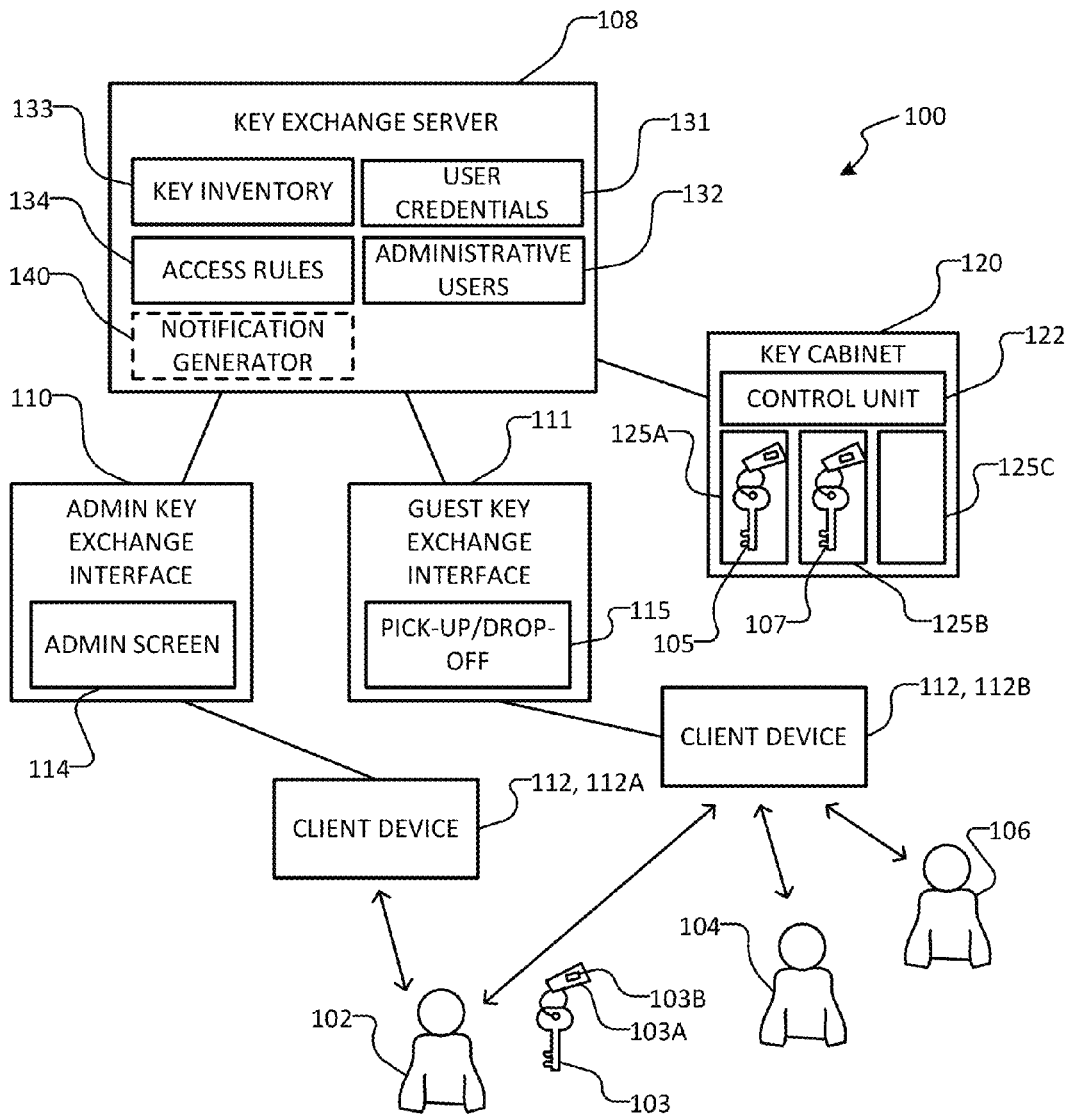 108
133
KEY EXCHANGE SERVER
131
100
KEY INVENTORY
USER
CREDENTIALS
134
132
ACCESS RULES
ADMINISTRATIVE
USERS
140
NOTIFICATION
GENERATOR
120
KEY CABINET
122
CONTROL UNIT
110
111
125A
125C
ADMIN KEY
EXCHANGE
INTERFACE
GUEST KEY
EXCHANGE
INTERFACE
115
105
107
125B
ADMIN SCREEN
PICK-UP/DROP-
OFF
114
112, 112B
CLIENT DEVICE
112, 112A
CLIENT DEVICE
106
104
103B
103A
102
103